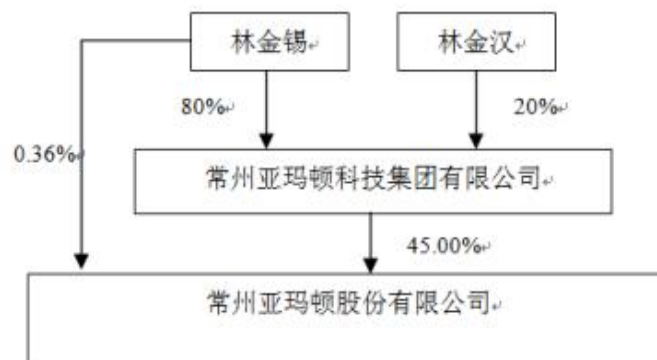 林金锡
林金汉
80%
20%
0.36%
常州亚玛顿科技集团有限公司
45.00%
常州亚玛顿股份有限公司